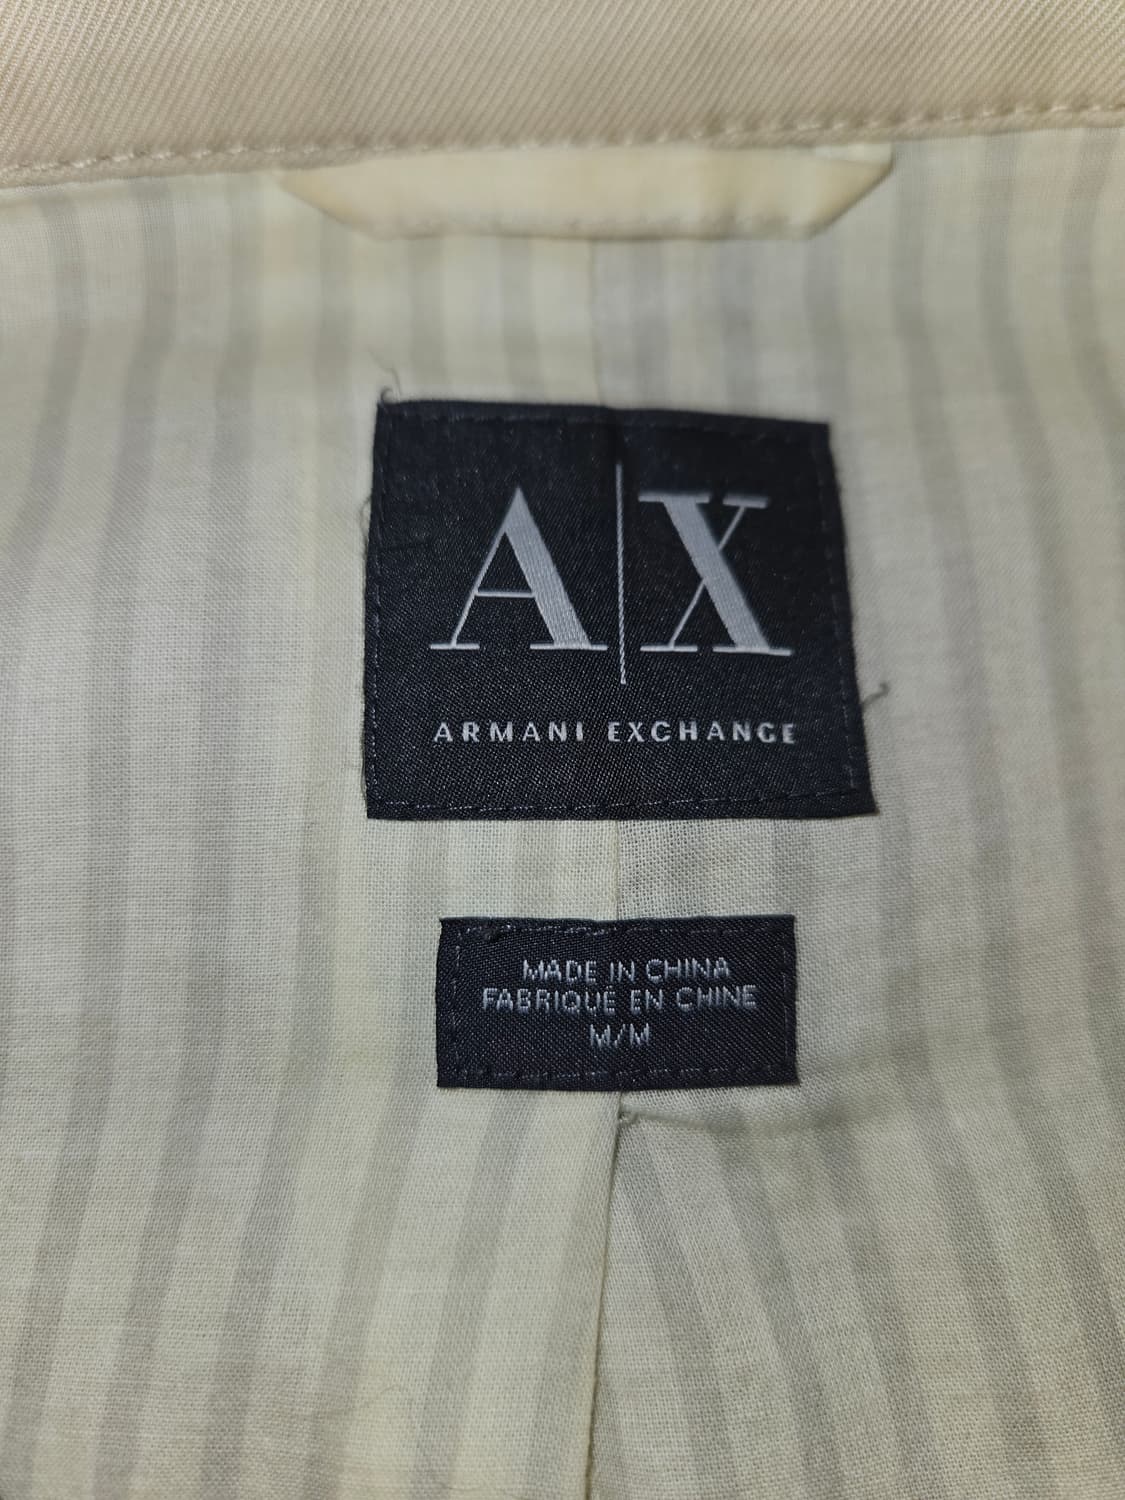 A|X
ARMANI EXCHANGE
MADE IN CHINA
FABRIQUÉ EN CHINE
M/M